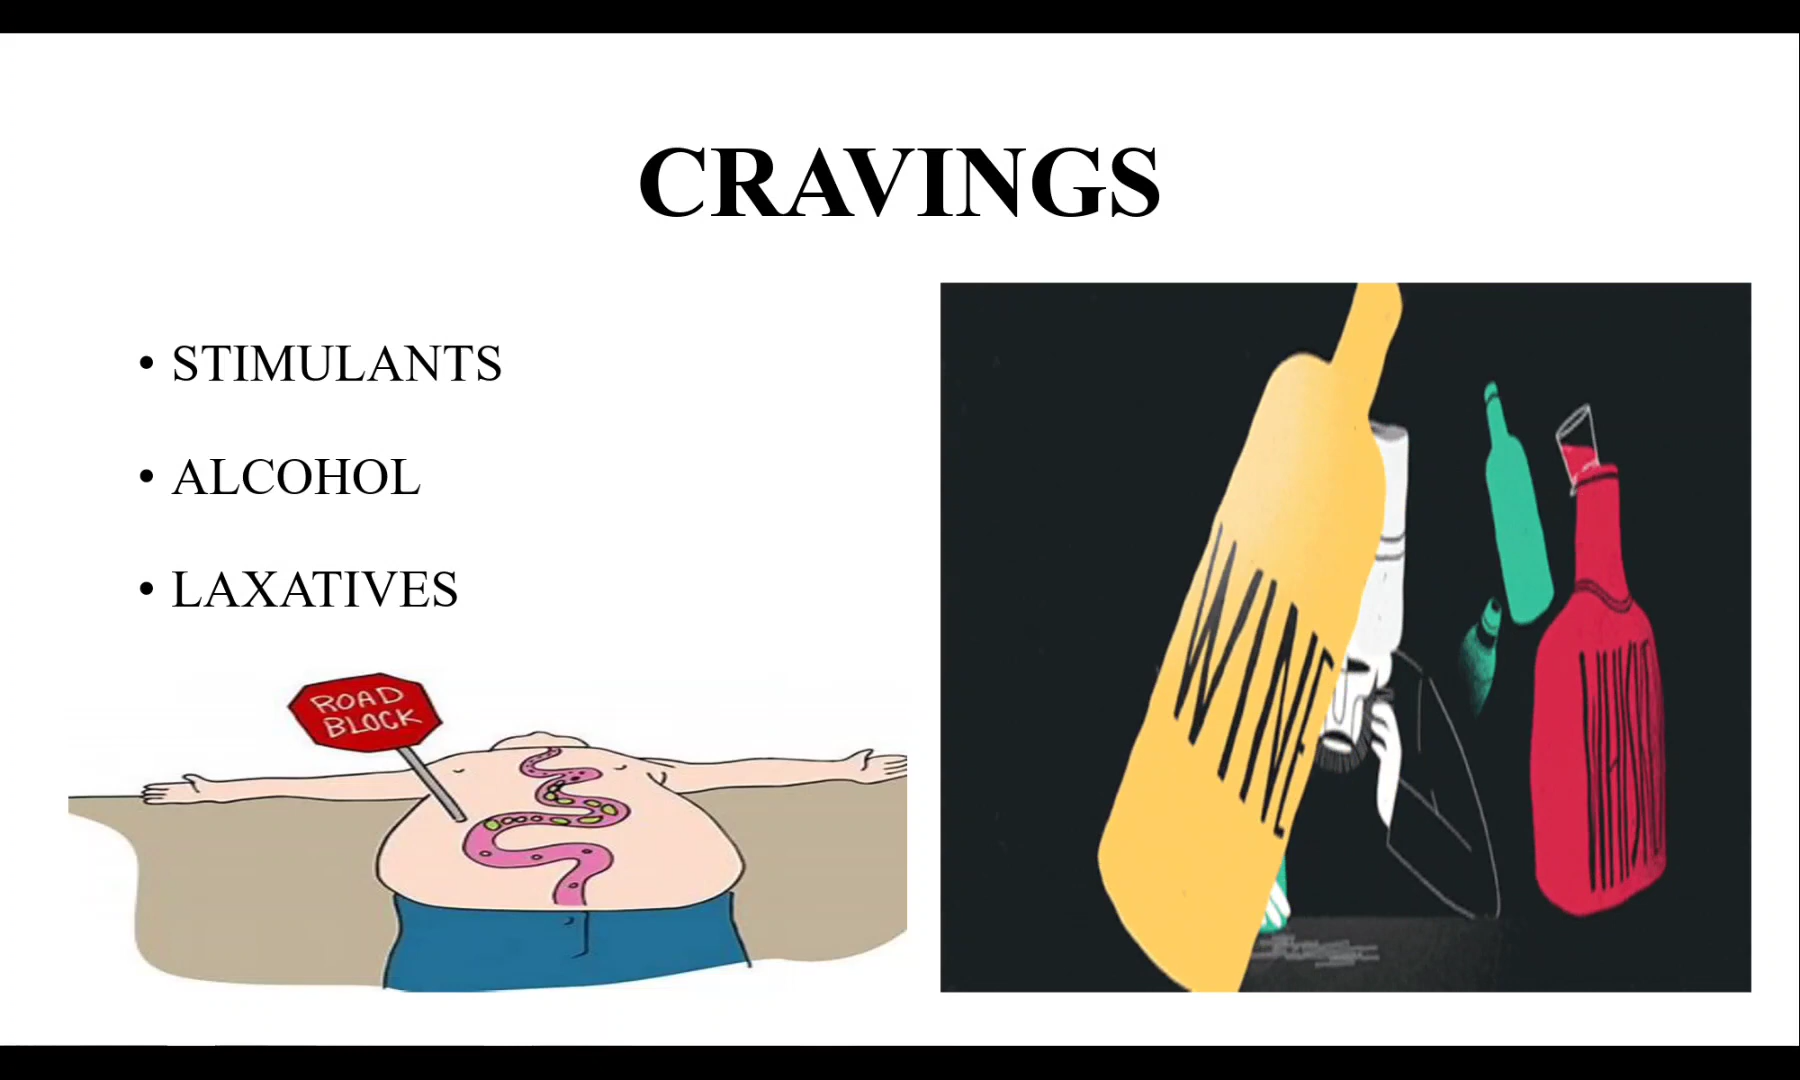 CRAVINGS
• STIMULANTS
• ALCOHOL
• LAXATIVES
ROAD
BLOCK
WINE